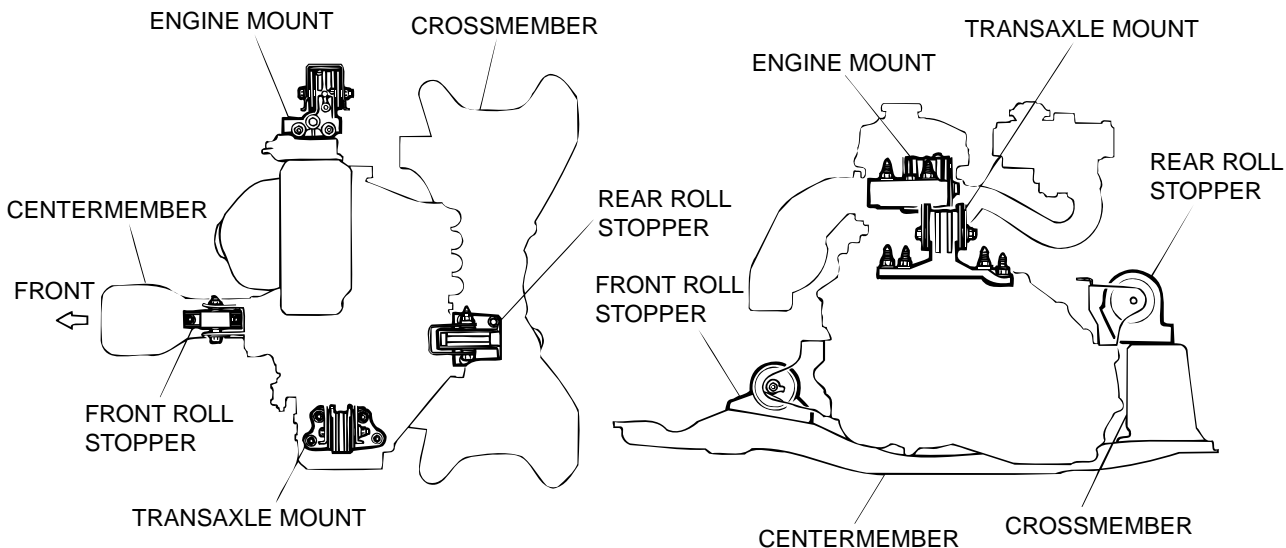 ENGINE MOUNT
CROSSMEMBER
CENTERMEMBER
FRONT
REAR ROLL
STOPPER
FRONT ROLL
STOPPER
TRANSAXLE MOUNT
TRANSAXLE MOUNT
ENGINE MOUNT
REAR ROLL
STOPPER
FRONT ROLL
STOPPER
CENTERMEMBER
CROSSMEMBER